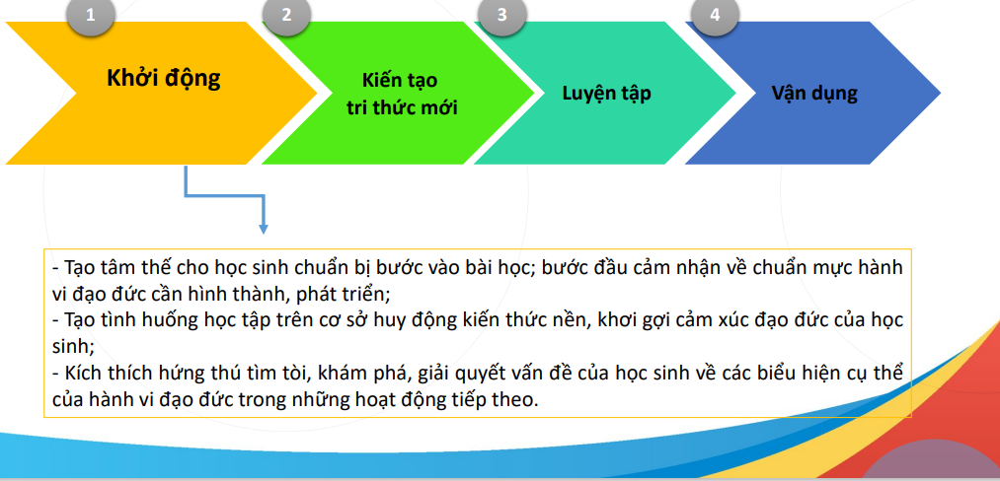 1
2
3
4
Khởi động
Kiến tạo
tri thức mới
Luyện tập
Vận dụng
- Tạo tâm thế cho học sinh chuẩn bị bước vào bài học; bước đầu cảm nhận về chuẩn mực hành
vi đạo đức cần hình thành, phát triển;
- Tạo tình huống học tập trên cơ sở huy động kiến thức nền, khơi gợi cảm xúc đạo đức của học
sinh;
- Kích thích hứng thú tìm tòi, khám phá, giải quyết vấn đề của học sinh về các biểu hiện cụ thể
của hành vi đạo đức trong những hoạt động tiếp theo.